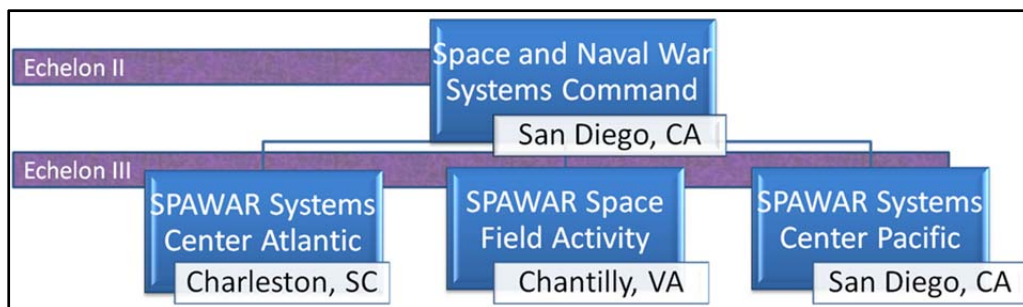 Echelon II
Space and Naval War
Systems Command
San Diego, CA
Echelon III
SPAWAR Systems
Center Atlantic
Charleston, SC
SPAWAR Space
Field Activity
Chantilly, VA
SPAWAR Systems
Center Pacific
San Diego, CA